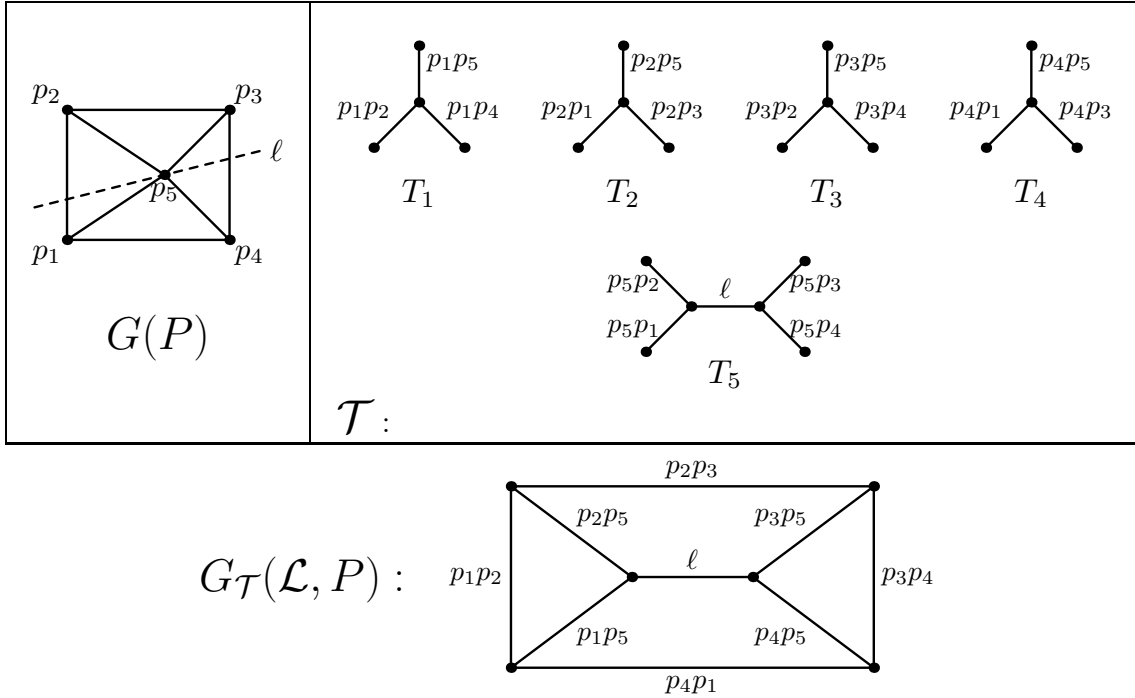 p₂ p₃
ℓ
p₅
p₁ p₄
G(P)
p₁p₅ p₂p₅ p₃p₅ p₄p₅
p₁p₂ p₁p₄ p₂p₁ p₂p₃ p₃p₂ p₃p₄ p₄p₁ p₄p₃
T₁ T₂ T₃ T₄
p₅p₂ ℓ p₅p₃
p₅p₁ p₅p₄
T₅
𝒯 :
p₂p₃
p₂p₅ p₃p₅
ℓ
G_𝒯(ℒ, P) : p₁p₂ p₃p₄
p₁p₅ p₄p₅
p₄p₁